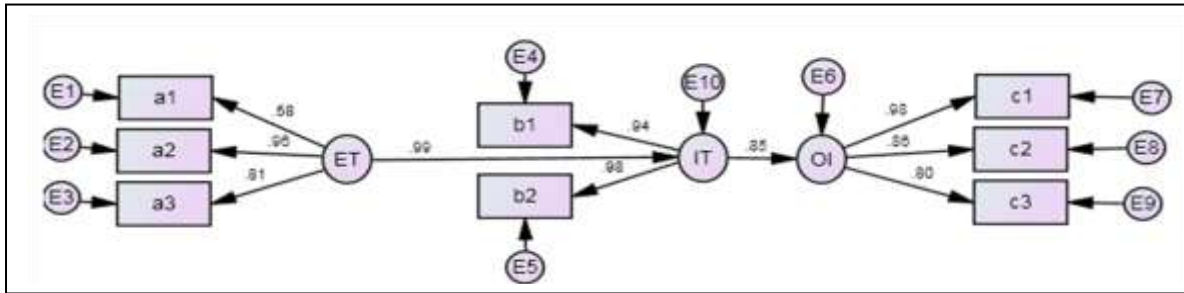 E1
a1
.58
E2
a2
.95
E3
a3
.81
ET
.99
E4
b1
.94
E10
IT
b2
.98
E5
.85
E6
OI
.98
c1
E7
.86
c2
E8
.80
c3
E9